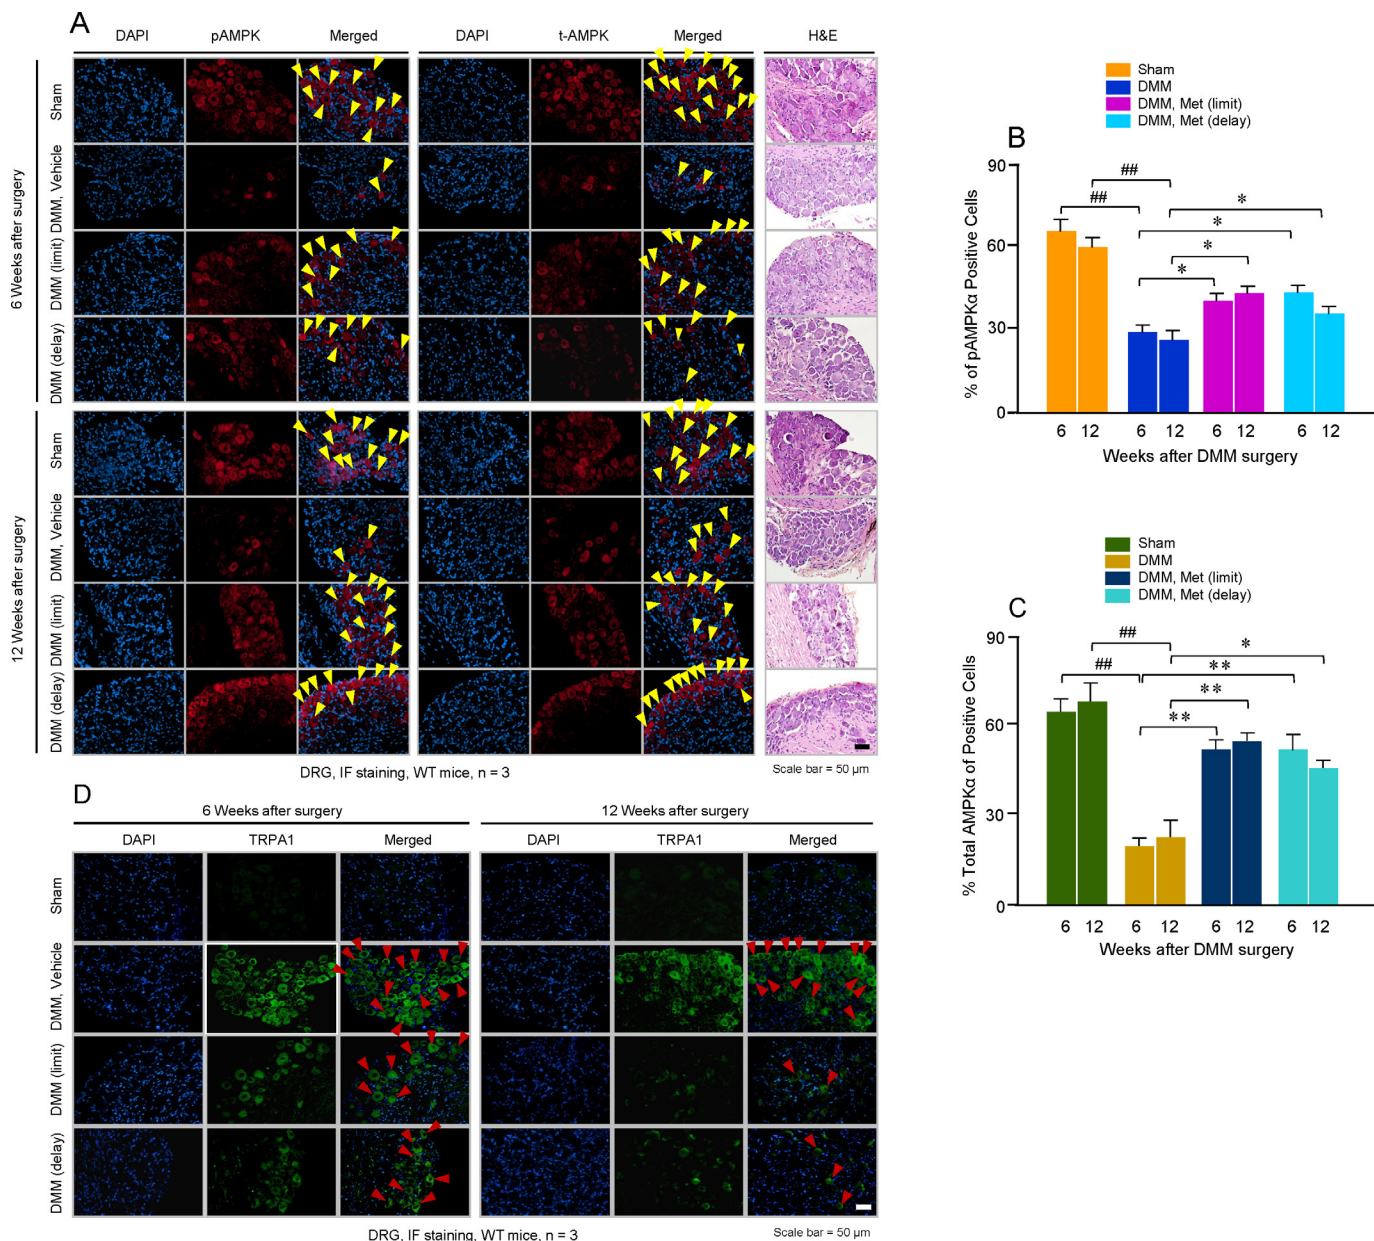 A
DAPI pAMPK Merged DAPI t-AMPK Merged H&E
6 Weeks after surgery
Sham
DMM, Vehicle
DMM (limit)
DMM (delay)
12 Weeks after surgery
Sham
DMM, Vehicle
DMM (limit)
DMM (delay)
DRG, IF staining, WT mice, n = 3
Scale bar = 50 µm
Sham
DMM
DMM, Met (limit)
DMM, Met (delay)
B
% of pAMPKα Positive Cells
90
60
30
0
## ## * * * *
6 12 6 12 6 12 6 12
Weeks after DMM surgery
Sham
DMM
DMM, Met (limit)
DMM, Met (delay)
C
% Total AMPKα of Positive Cells
90
60
30
0
## ## * ** ** **
6 12 6 12 6 12 6 12
Weeks after DMM surgery
D
6 Weeks after surgery 12 Weeks after surgery
DAPI TRPA1 Merged DAPI TRPA1 Merged
Sham
DMM, Vehicle
DMM (limit)
DMM (delay)
DRG, IF staining, WT mice, n = 3
Scale bar = 50 µm